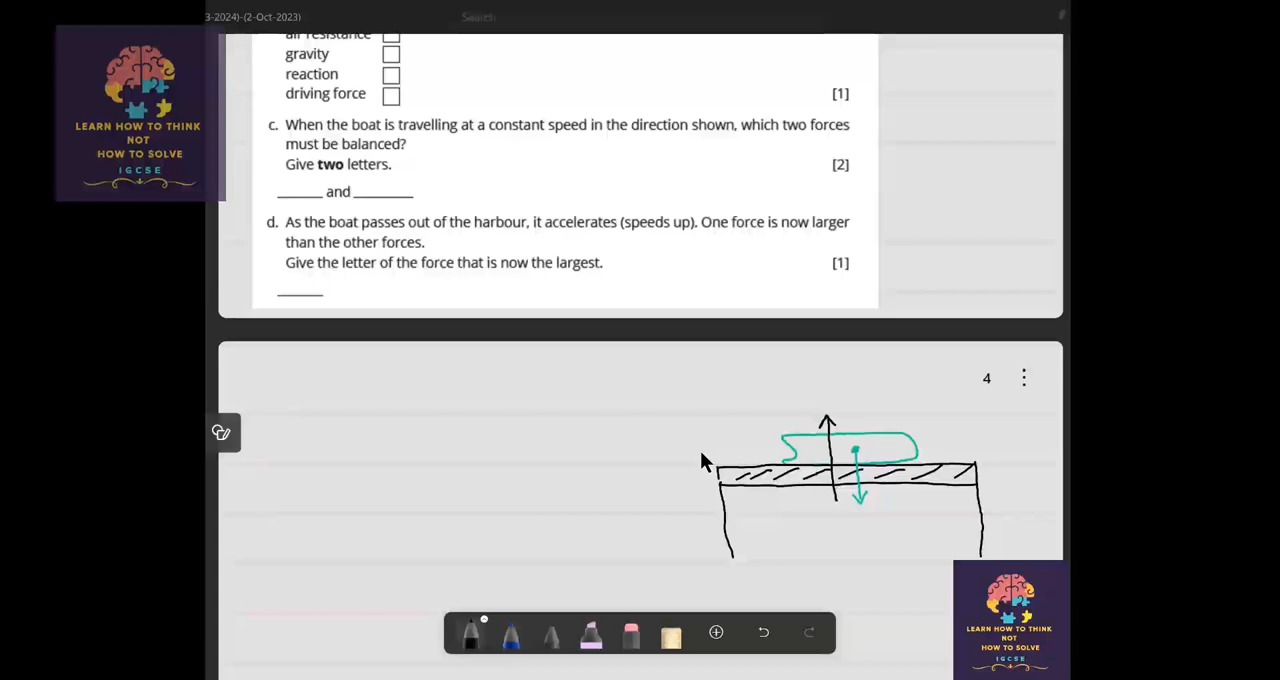 3-2024)-(2-Oct-2023)
Search
air resistance
gravity
reaction
driving force
[1]
c. When the boat is travelling at a constant speed in the direction shown, which two forces
must be balanced?
Give two letters.
[2]
______ and ________
d. As the boat passes out of the harbour, it accelerates (speeds up). One force is now larger
than the other forces.
Give the letter of the force that is now the largest.
[1]
______
4
LEARN HOW TO THINK
NOT
HOW TO SOLVE
IGCSE
LEARN HOW TO THINK
NOT
HOW TO SOLVE
IGCSE